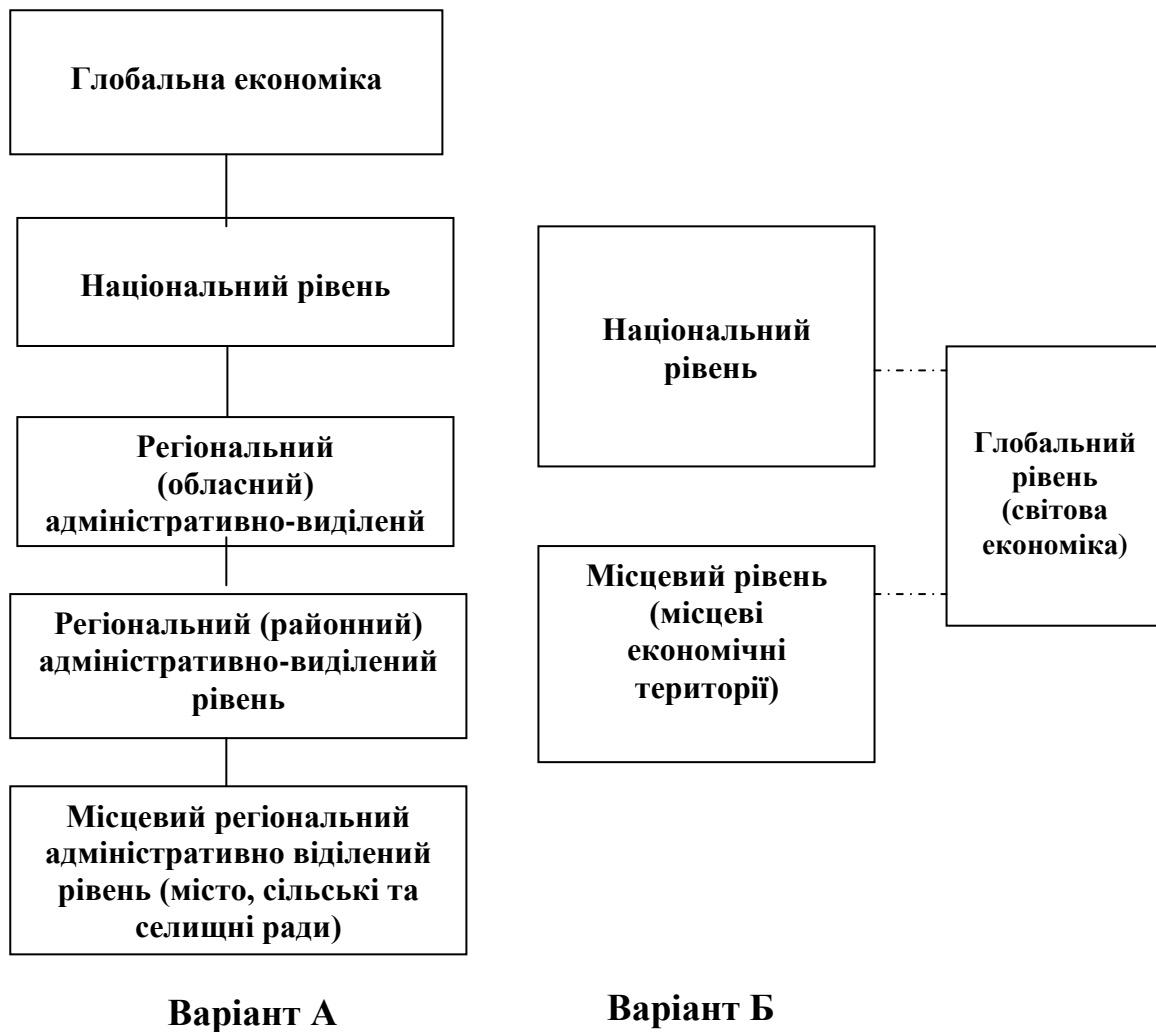 Глобальна економіка
Національний рівень
Регіональний
(обласний)
адміністративно-виділенй
Регіональний (районний)
адміністративно-виділений
рівень
Місцевий регіональний
адміністративно віділений
рівень (місто, сільські та
селищні ради)
Варіант А
Національний
рівень
Місцевий рівень
(місцеві
економічні
території)
Глобальний
рівень
(світова
економіка)
Варіант Б